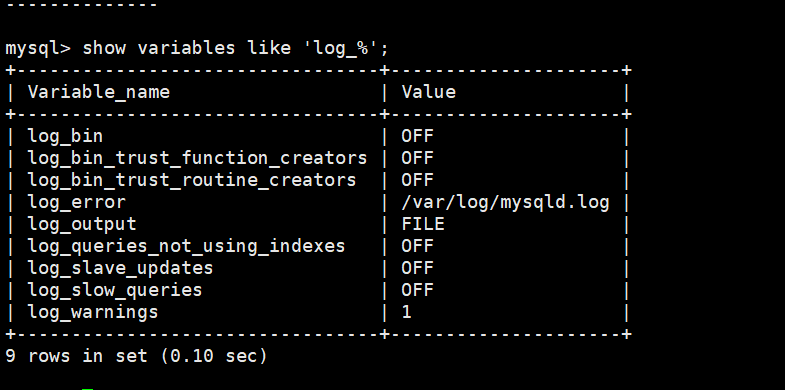 --------------
mysql> show variables like 'log_%';
+---------------------------------+---------------------+
| Variable_name                   | Value               |
+---------------------------------+---------------------+
| log_bin                         | OFF                 |
| log_bin_trust_function_creators | OFF                 |
| log_bin_trust_routine_creators  | OFF                 |
| log_error                       | /var/log/mysqld.log |
| log_output                      | FILE                |
| log_queries_not_using_indexes   | OFF                 |
| log_slave_updates               | OFF                 |
| log_slow_queries                | OFF                 |
| log_warnings                    | 1                   |
+---------------------------------+---------------------+
9 rows in set (0.10 sec)